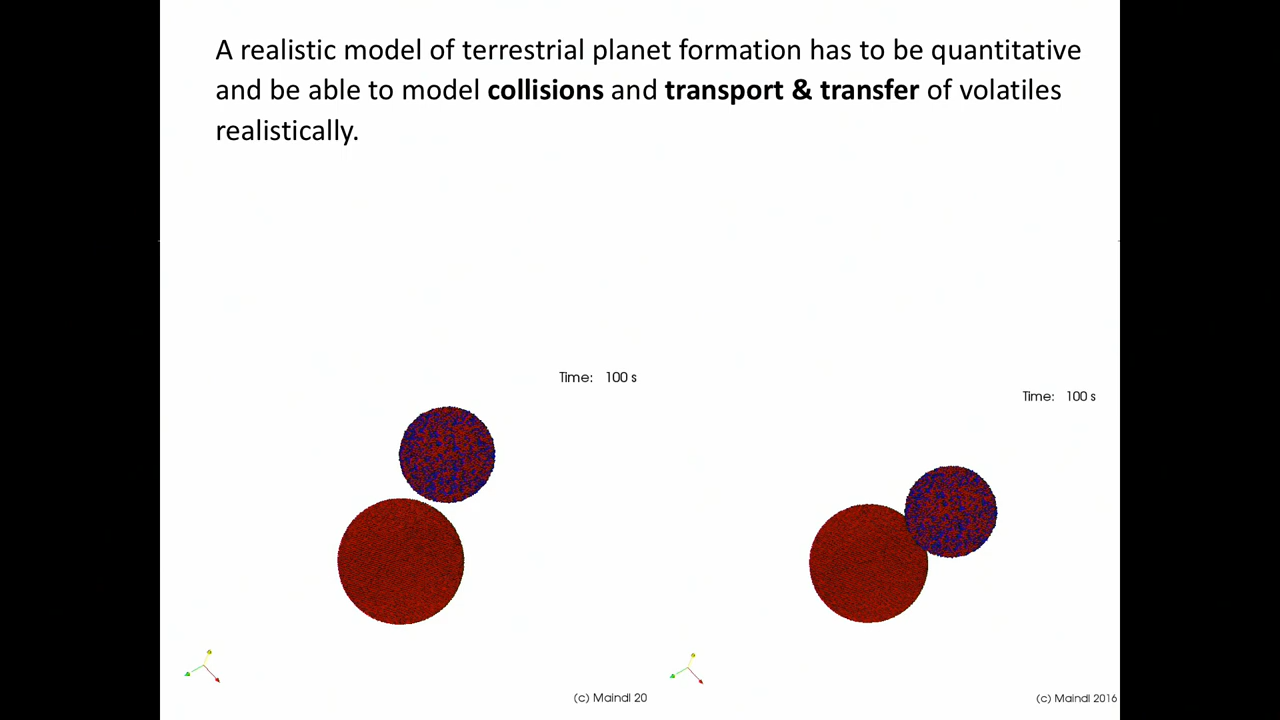 A realistic model of terrestrial planet formation has to be quantitative
and be able to model collisions and transport & transfer of volatiles
realistically.
Time: 100 s
Time: 100 s
(c) Maindl 20
(c) Maindl 2016